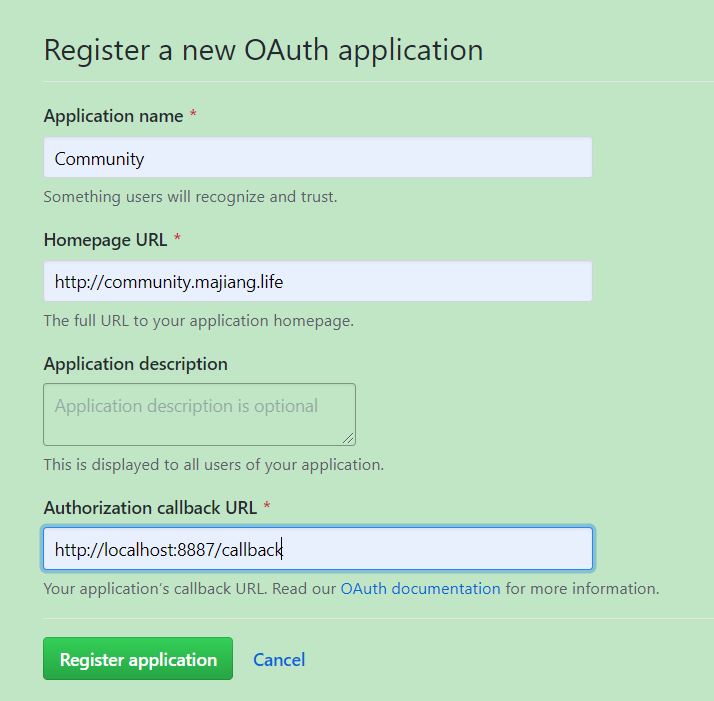 Register a new OAuth application
Application name *
Community
Something users will recognize and trust.
Homepage URL *
http://community.majiang.life
The full URL to your application homepage.
Application description
Application description is optional
This is displayed to all users of your application.
Authorization callback URL *
http://localhost:8887/callback
Your application's callback URL. Read our OAuth documentation for more information.
Register application Cancel